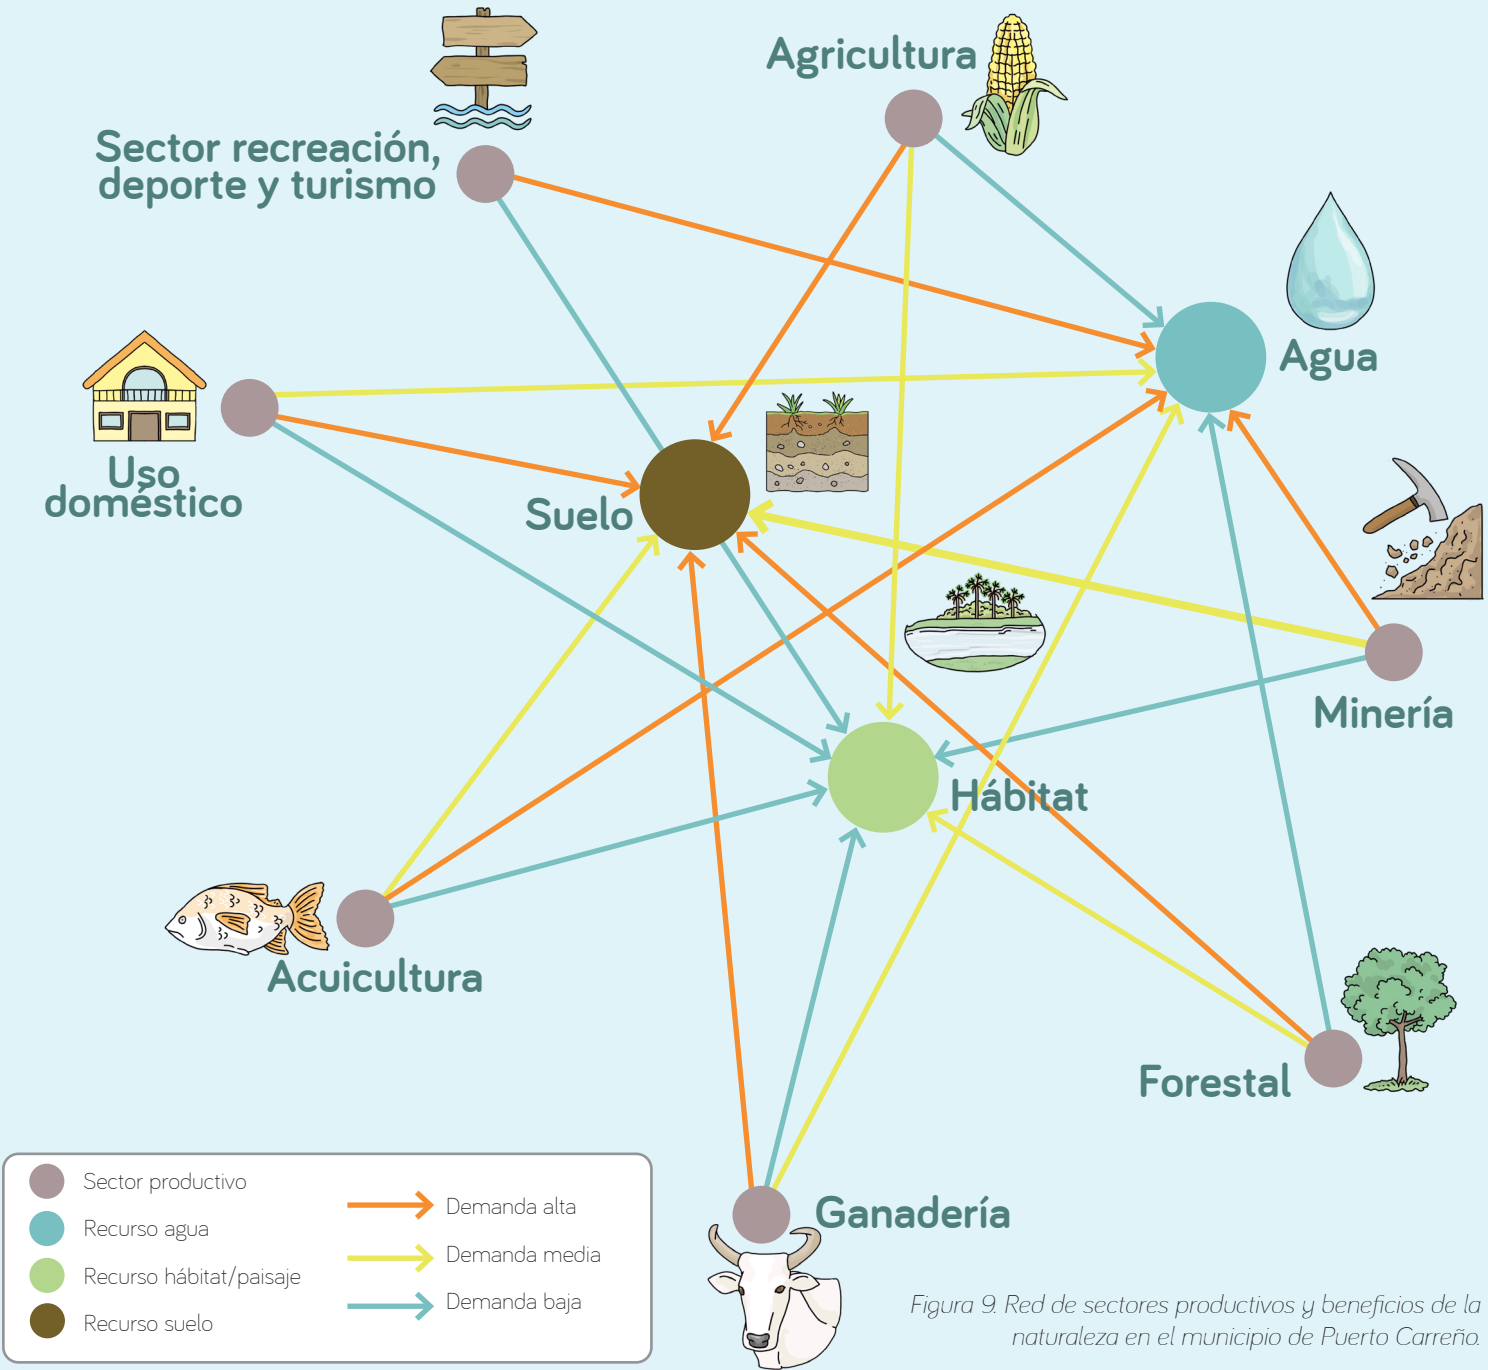 Agricultura
Sector recreación,
deporte y turismo
Agua
Uso
doméstico
Suelo
Minería
Hábitat
Acuicultura
Forestal
Ganadería
Sector productivo
Recurso agua
Recurso hábitat/paisaje
Recurso suelo
Demanda alta
Demanda media
Demanda baja
Figura 9. Red de sectores productivos y beneficios de la
naturaleza en el municipio de Puerto Carreño.